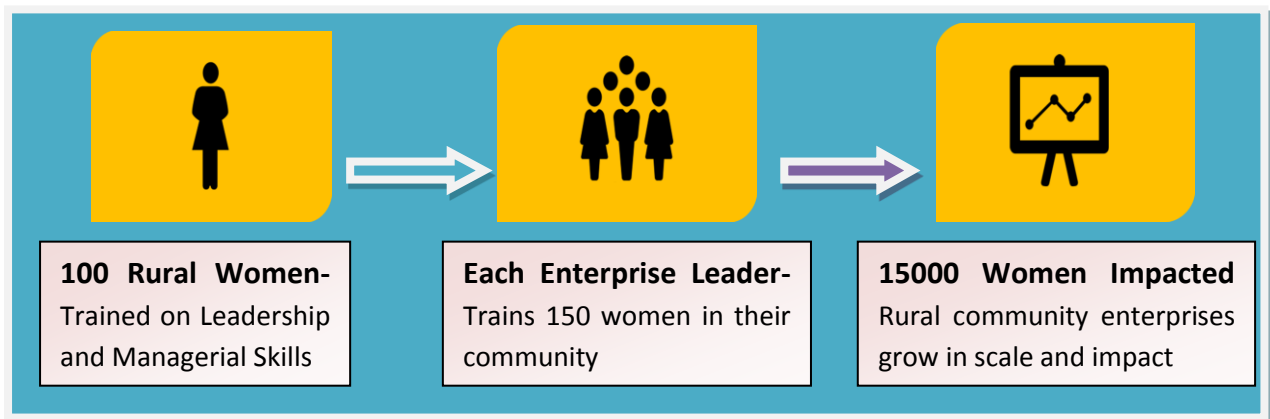 100 Rural Women-
Trained on Leadership
and Managerial Skills
Each Enterprise Leader-
Trains 150 women in their
community
15000 Women Impacted
Rural community enterprises
grow in scale and impact